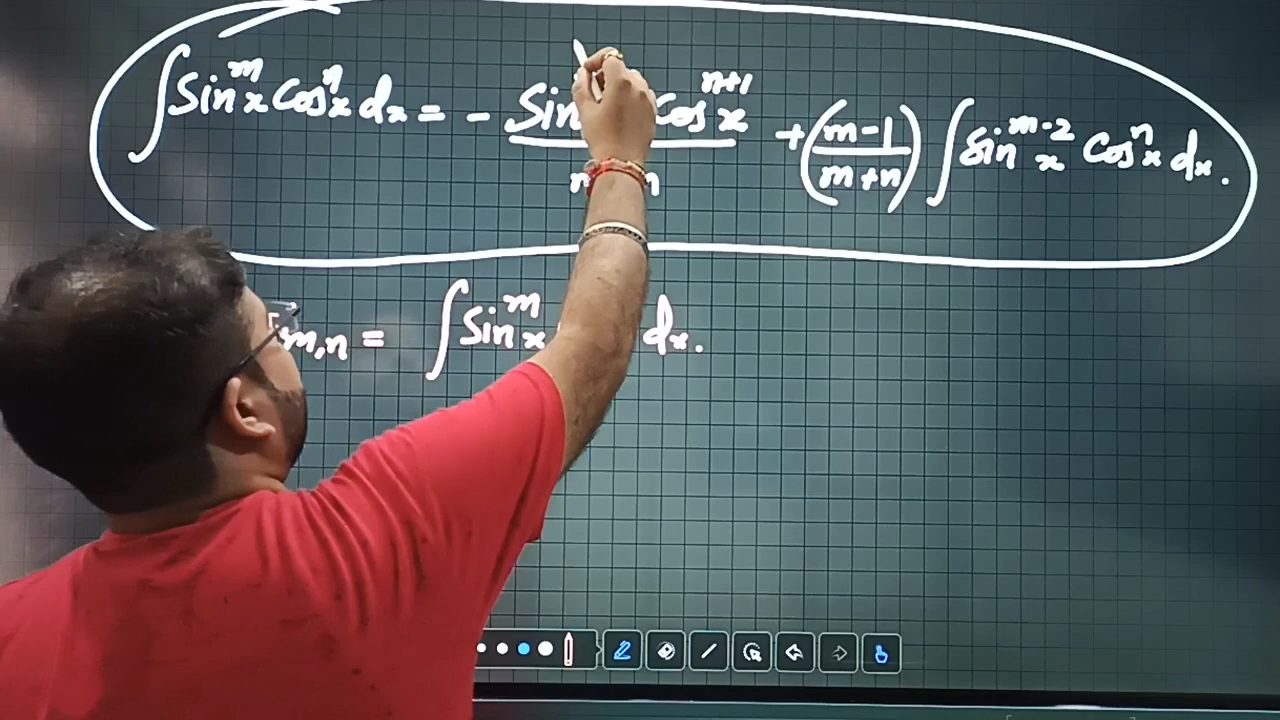 ∫ Sin^m x Cos^n x dx = - Sin Cos^{n+1} x / n + ((m-1)/(m+n)) ∫ Sin^{m-2} x Cos^n x dx.
m,n = ∫ Sin^m x dx.